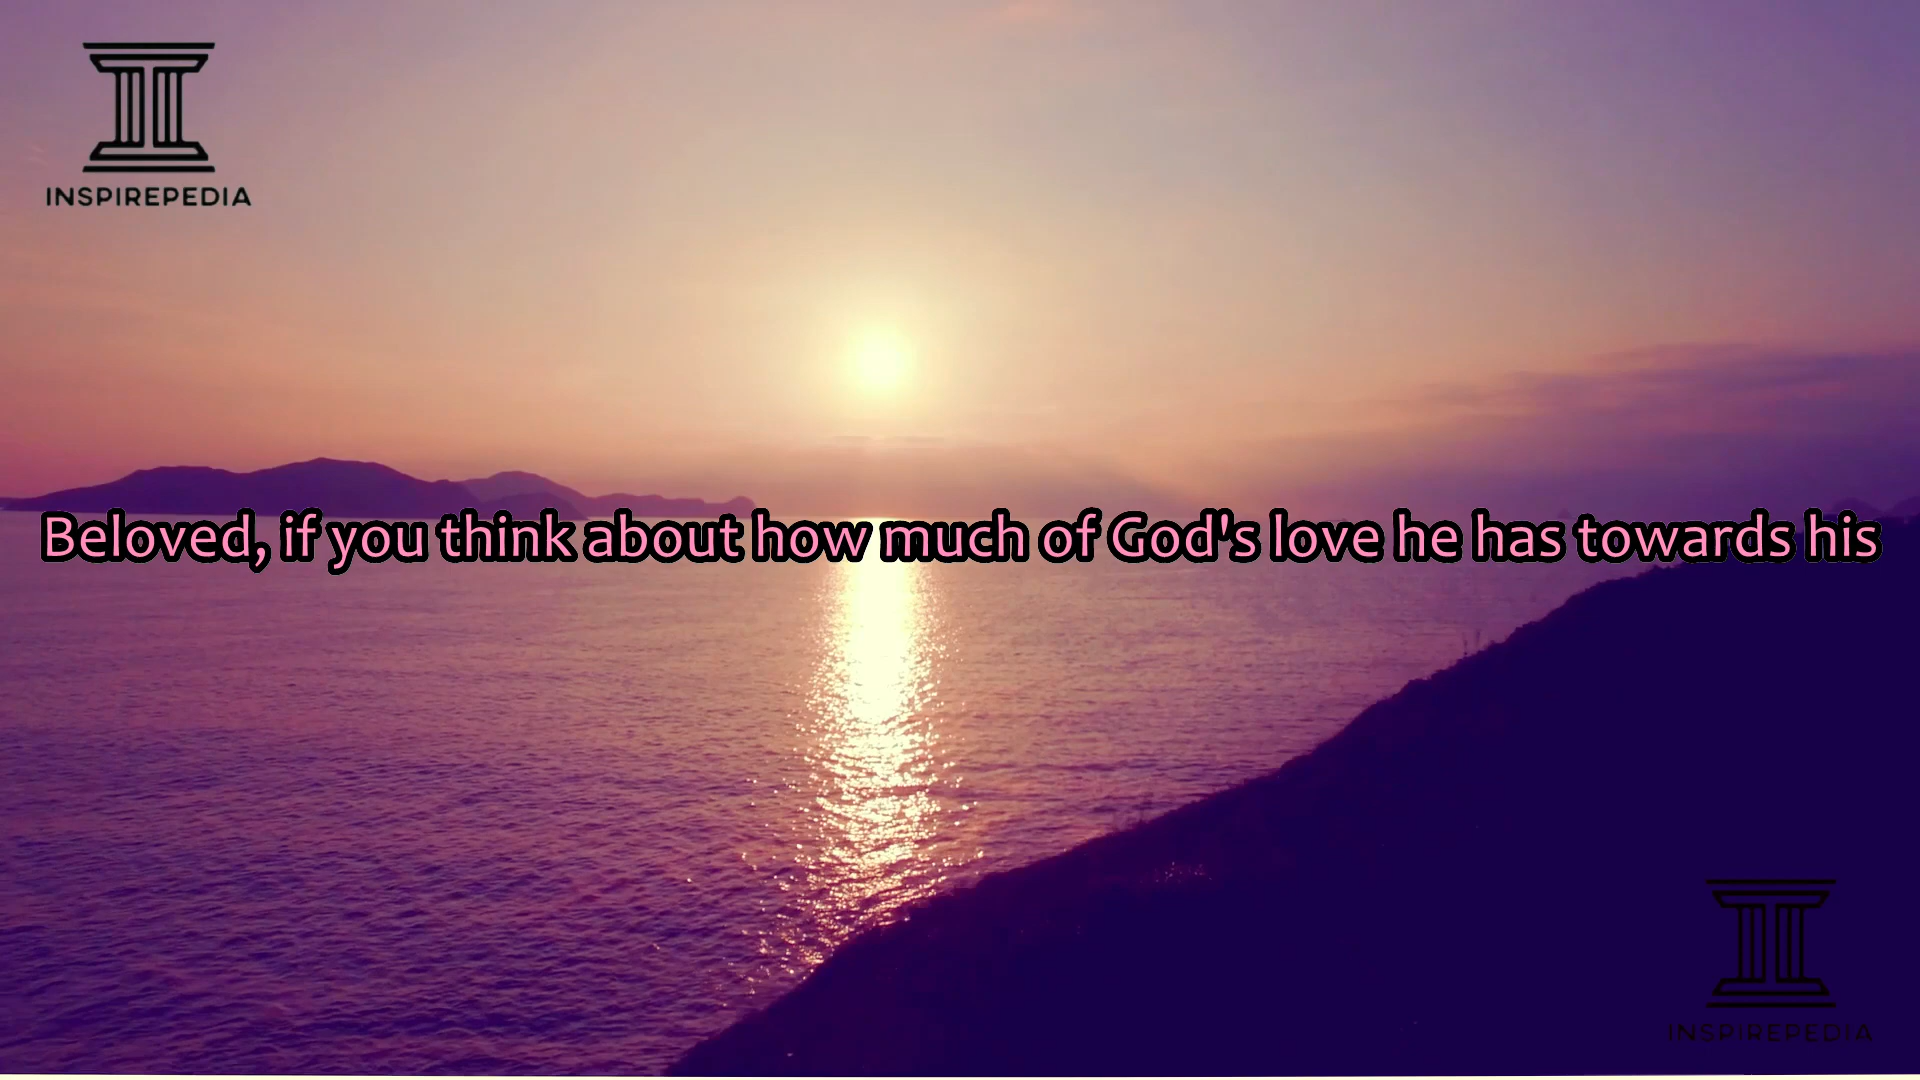 INSPIREPEDIA
Beloved, if you think about how much of God's love he has towards his
INSPIREPEDIA